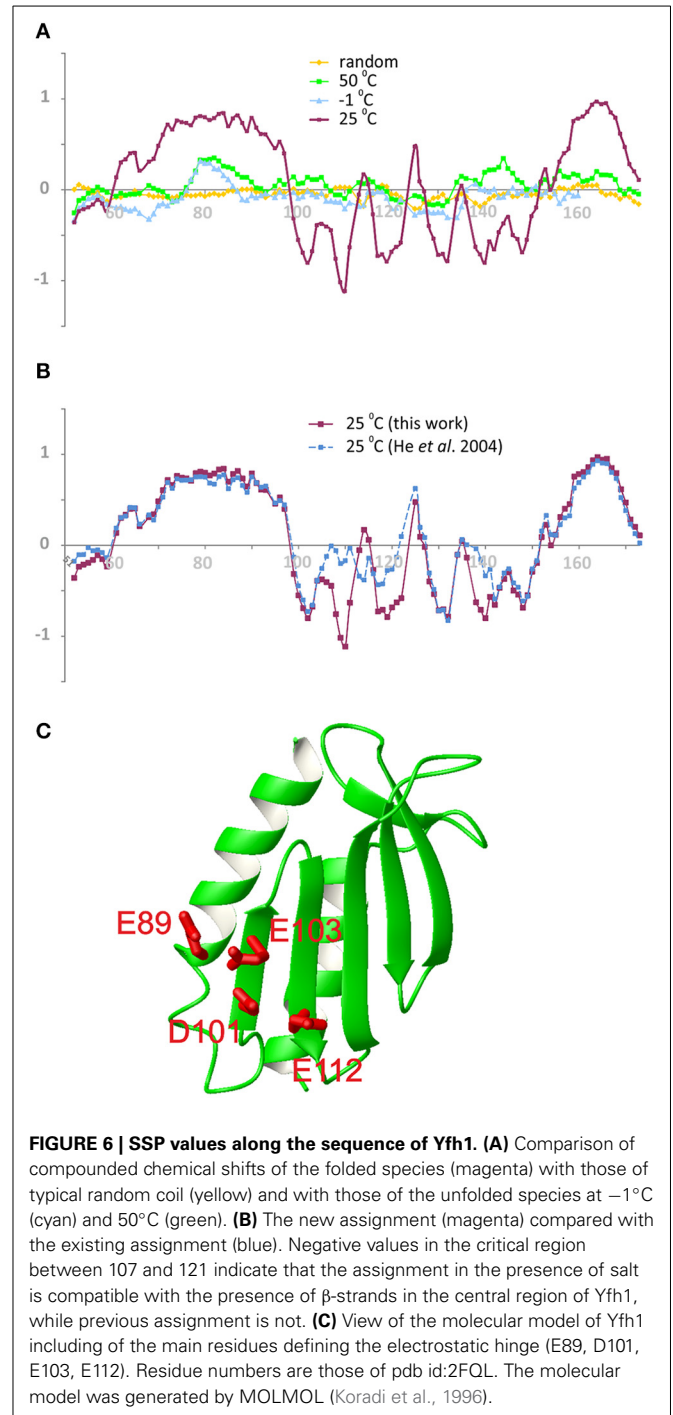 A
random
50 ⁰C
-1 ⁰C
25 ⁰C
1
0
-1
60
80
100
120
140
160
B
25 ⁰C (this work)
25 ⁰C (He et al. 2004)
1
0
-1
80
100
120
140
160
C
E89
E103
D101
E112
FIGURE 6 | SSP values along the sequence of Yfh1. (A) Comparison of
compounded chemical shifts of the folded species (magenta) with those of
typical random coil (yellow) and with those of the unfolded species at −1°C
(cyan) and 50°C (green). (B) The new assignment (magenta) compared with
the existing assignment (blue). Negative values in the critical region
between 107 and 121 indicate that the assignment in the presence of salt
is compatible with the presence of β-strands in the central region of Yfh1,
while previous assignment is not. (C) View of the molecular model of Yfh1
including of the main residues defining the electrostatic hinge (E89, D101,
E103, E112). Residue numbers are those of pdb id:2FQL. The molecular
model was generated by MOLMOL (Koradi et al., 1996).